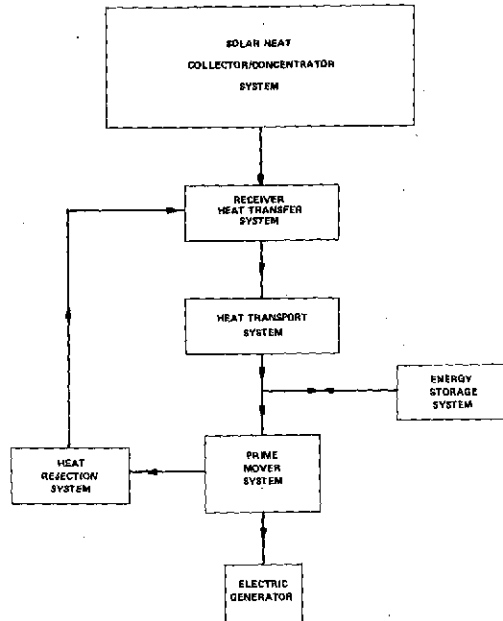 SOLAR HEAT
COLLECTOR/CONCENTRATOR
SYSTEM
RECEIVER
HEAT TRANSFER
SYSTEM
HEAT TRANSPORT
SYSTEM
ENERGY
STORAGE
SYSTEM
PRIME
MOVER
SYSTEM
HEAT
REJECTION
SYSTEM
ELECTRIC
GENERATOR